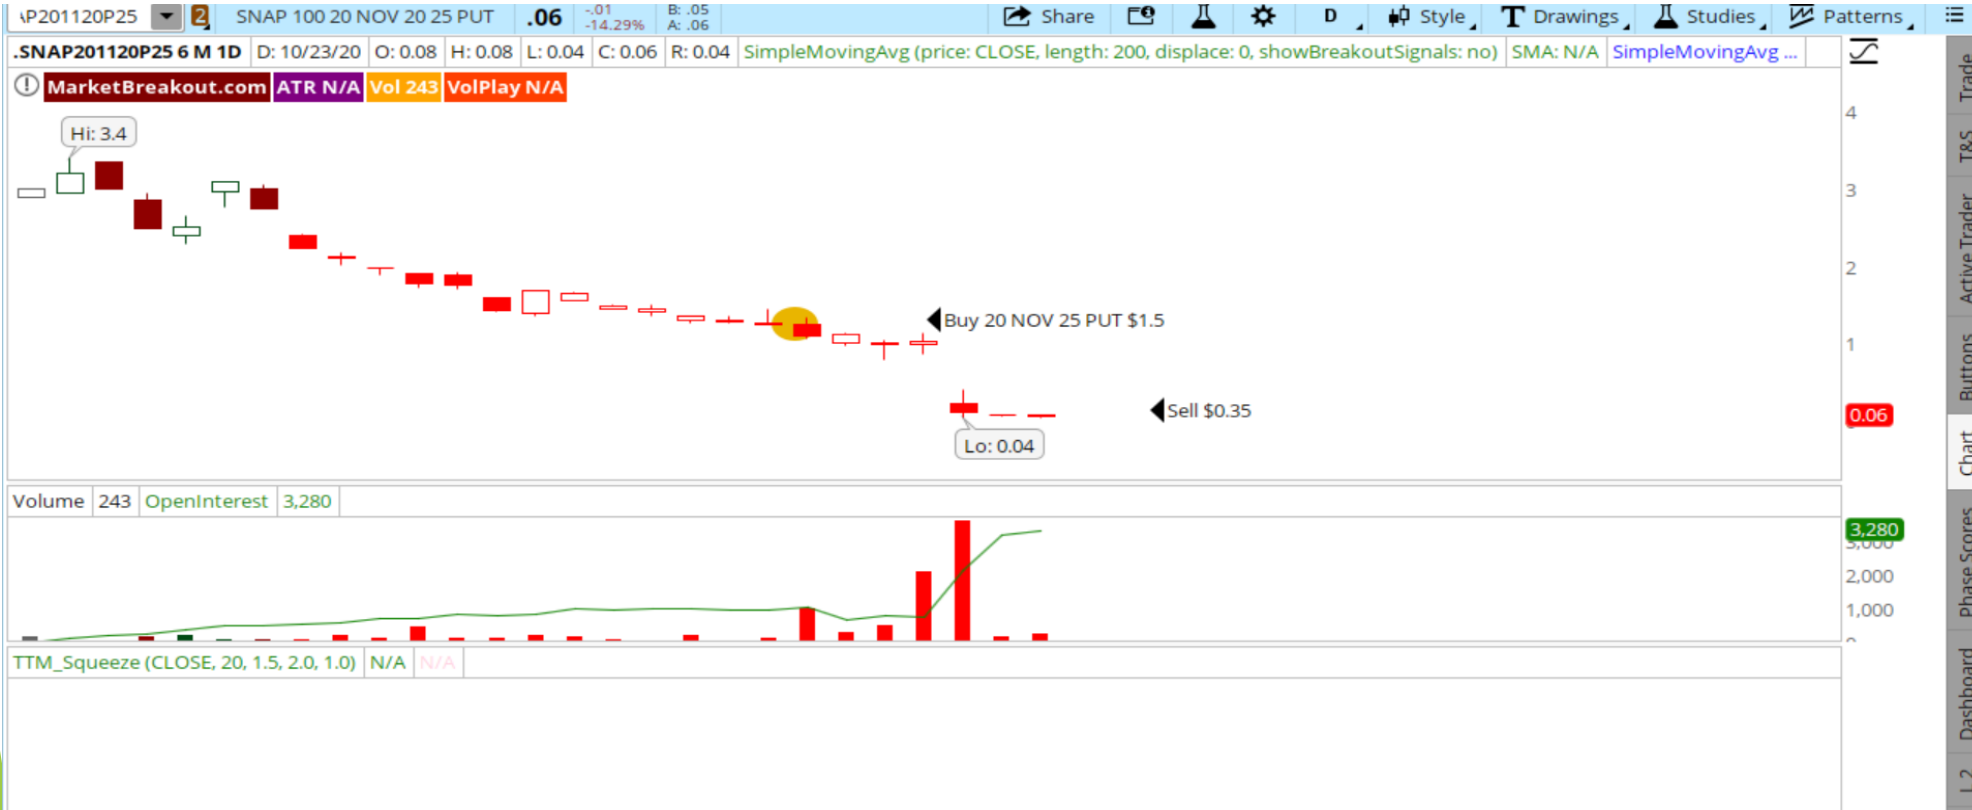 \P201120P25 2 SNAP 100 20 NOV 20 25 PUT .06 -.01 -14.29% B: .05 A: .06 Share D Style Drawings Studies Patterns
.SNAP201120P25 6 M 1D D: 10/23/20 O: 0.08 H: 0.08 L: 0.04 C: 0.06 R: 0.04 SimpleMovingAvg (price: CLOSE, length: 200, displace: 0, showBreakoutSignals: no) SMA: N/A SimpleMovingAvg ...
MarketBreakout.com ATR N/A Vol 243 VolPlay N/A
Hi: 3.4
4
3
2
Buy 20 NOV 25 PUT $1.5
1
Sell $0.35
0.06
Lo: 0.04
Volume 243 OpenInterest 3,280
3,280
3,000
2,000
1,000
TTM_Squeeze (CLOSE, 20, 1.5, 2.0, 1.0) N/A N/A
Trade
T&S
Active Trader
Buttons
Chart
Phase Scores
Dashboard
L 2